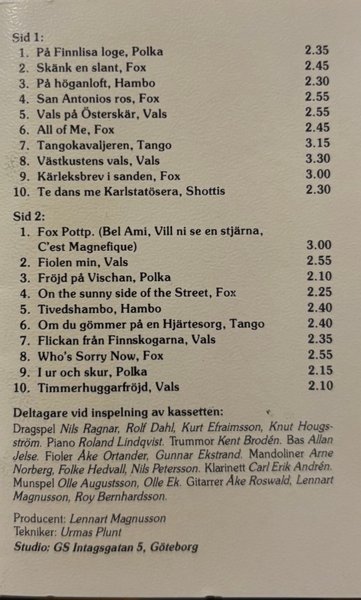 Sid 1:
1. På Finnlisa loge, Polka 2.35
2. Skänk en slant, Fox 2.45
3. På höganloft, Hambo 2.30
4. San Antonios ros, Fox 2.55
5. Vals på Österskär, Vals 2.55
6. All of Me, Fox 2.45
7. Tangokavaljeren, Tango 3.15
8. Västkustens vals, Vals 3.30
9. Kärleksbrev i sanden, Fox 3.00
10. Te dans me Karlstatösera, Shottis 2.30
Sid 2:
1. Fox Pottp. (Bel Ami, Vill ni se en stjärna,
C'est Magnefique) 3.00
2. Fiolen min, Vals 2.55
3. Fröjd på Vischan, Polka 2.10
4. On the sunny side of the Street, Fox 2.25
5. Tivedshambo, Hambo 2.40
6. Om du gömmer på en Hjärtesorg, Tango 2.40
7. Flickan från Finnskogarna, Vals 2.35
8. Who's Sorry Now, Fox 2.55
9. I ur och skur, Polka 2.15
10. Timmerhuggarfröjd, Vals 2.10
Deltagare vid inspelning av kassetten:
Dragspel Nils Ragnar, Rolf Dahl, Kurt Efraimsson, Knut Hougs-
ström. Piano Roland Lindqvist. Trummor Kent Brodén. Bas Allan
Jelse. Fioler Åke Ortander, Gunnar Ekstrand. Mandoliner Arne
Norberg, Folke Hedvall, Nils Petersson. Klarinett Carl Erik Andrén.
Munspel Olle Augustsson, Olle Ek. Gitarrer Åke Roswald, Lennart
Magnusson, Roy Bernhardsson.
Producent: Lennart Magnusson
Tekniker: Urmas Plunt
Studio: GS Intagsgatan 5, Göteborg